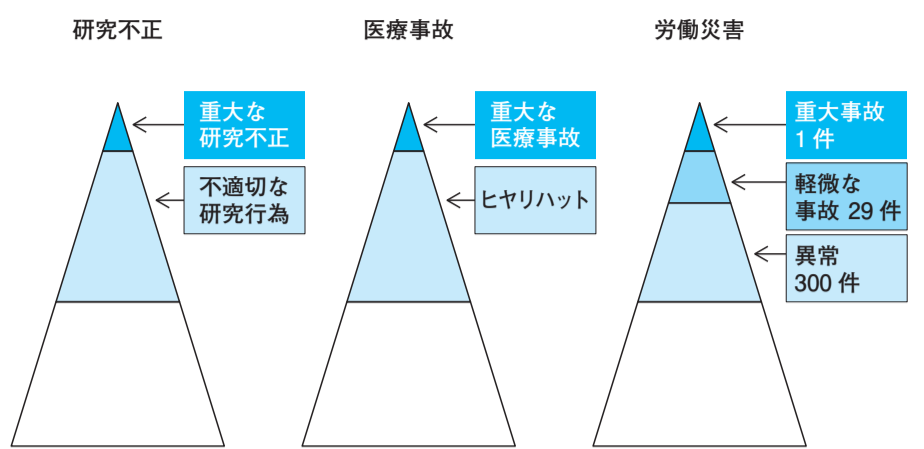 研究不正
医療事故
労働災害
重大な
研究不正
不適切な
研究行為
重大な
医療事故
ヒヤリハット
重大事故
1 件
軽微な
事故 29 件
異常
300 件